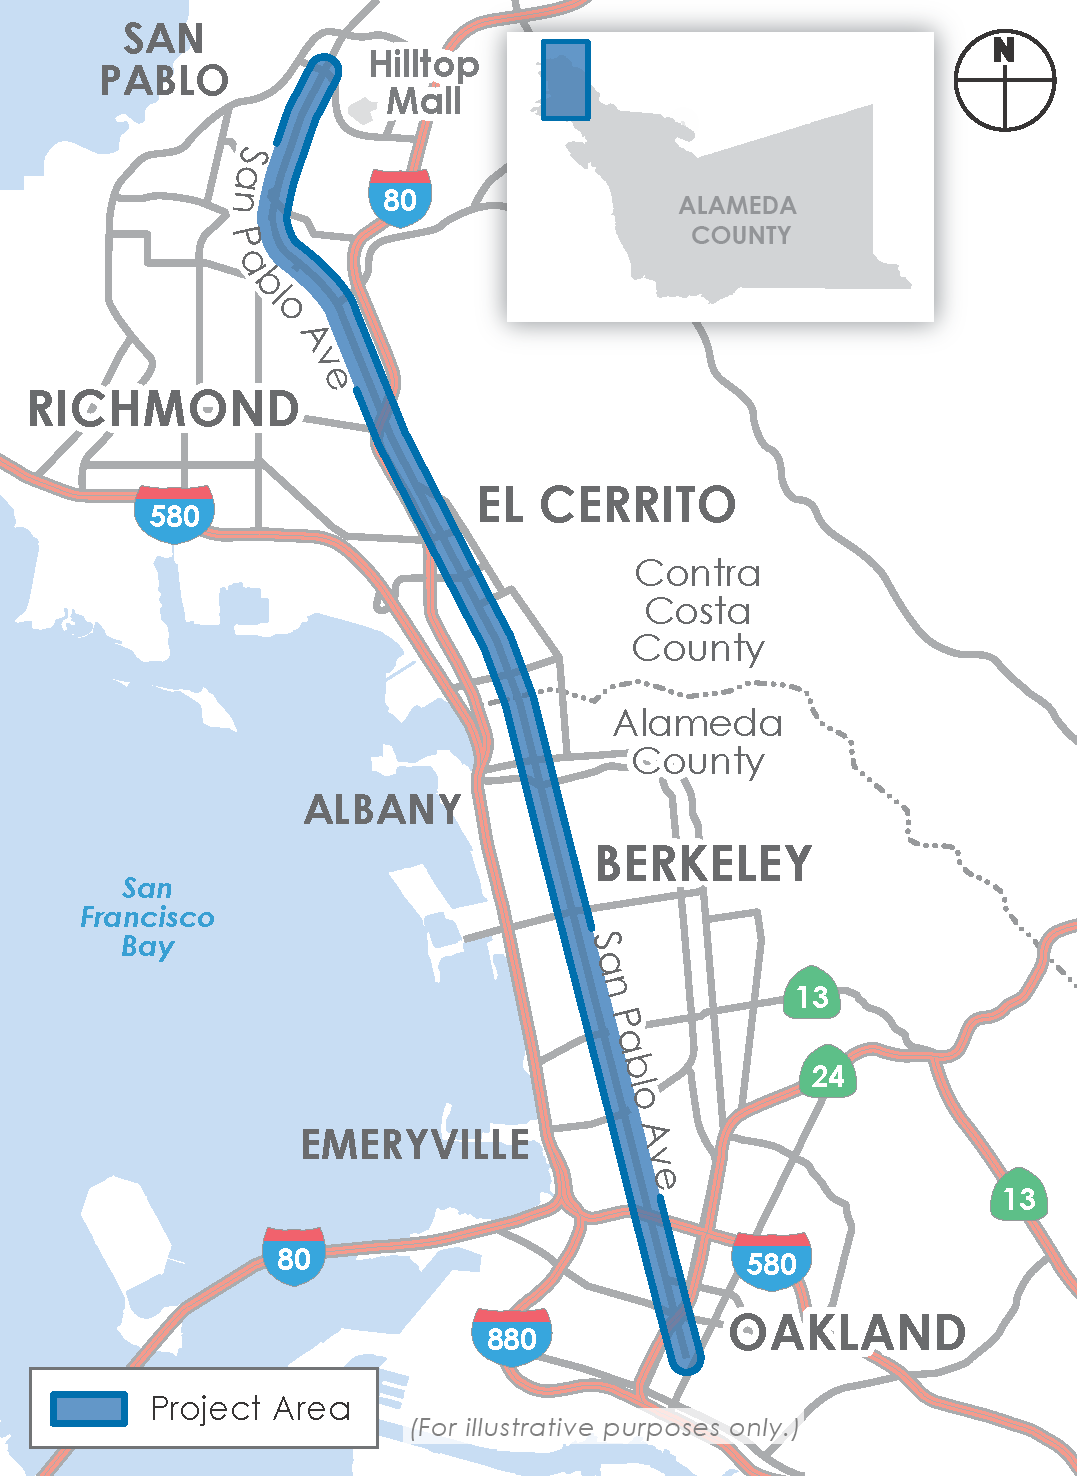 SAN
PABLO
Hilltop
Mall
N
80
San Pablo Ave
ALAMEDA
COUNTY
RICHMOND
580
EL CERRITO
Contra
Costa
County
Alameda
County
ALBANY
BERKELEY
San
Francisco
Bay
San Pablo Ave
13
24
EMERYVILLE
13
80
580
880
OAKLAND
Project Area
(For illustrative purposes only.)